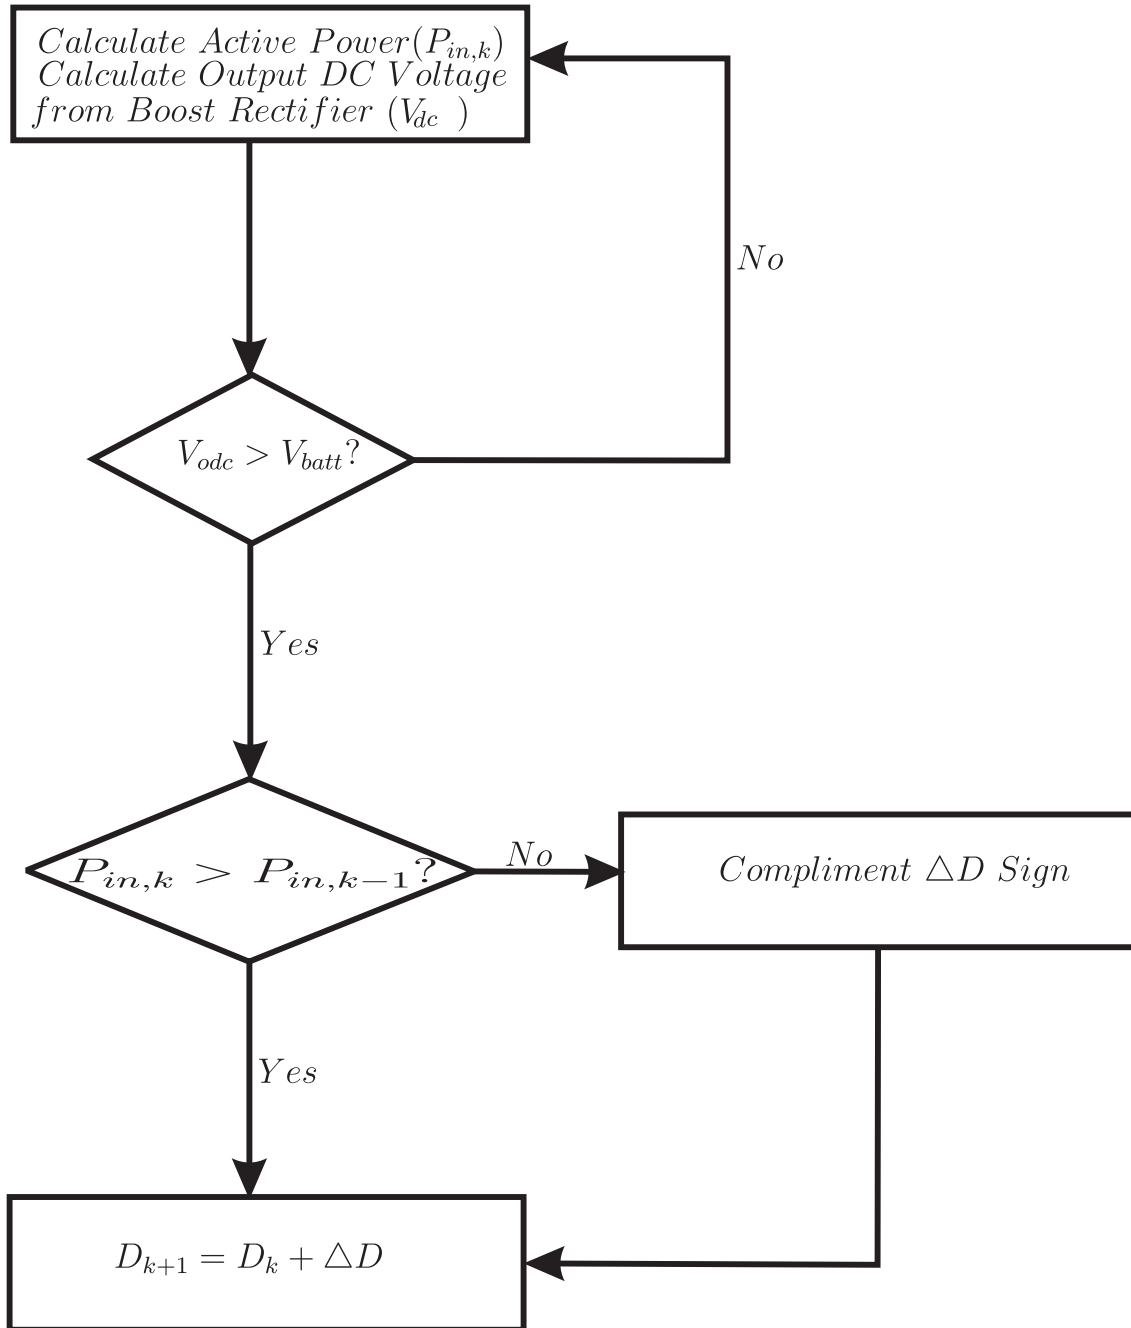 Calculate Active Power(P_{in,k})
Calculate Output DC Voltage
from Boost Rectifier (V_{dc} )
No
V_{odc} > V_{batt}?
Yes
P_{in,k} > P_{in,k−1}?
No
Compliment △D Sign
Yes
D_{k+1} = D_k + △D